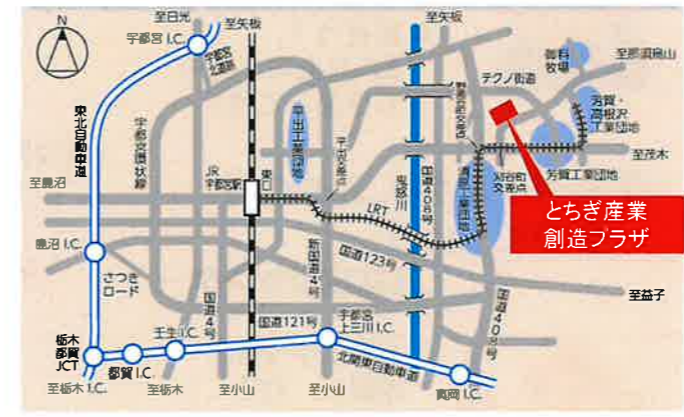 至日光
至矢板
至矢板
宇都宮 I.C.
宇都宮
北道路
N
御料
牧場
至那須烏山
テクノ街道
東北自動車道
宇都宮環状線
平出工業団地
平出交差点
芳賀・
高根沢
工業団地
至茂木
JR
宇都宮駅
東口
鬼怒川
国道408号
清原工業団地
刈谷町
交差点
芳賀工業団地
至鹿沼
LRT
とちぎ産業
創造プラザ
鹿沼 I.C.
さつき
ロード
国道4号
新国道4号
国道123号
国道408号
至益子
栃木
都賀
JCT
都賀 I.C.
壬生 I.C.
国道121号
宇都宮
上三川 I.C.
北関東自動車道
真岡 I.C.
至栃木 I.C.
至栃木
至小山
至小山